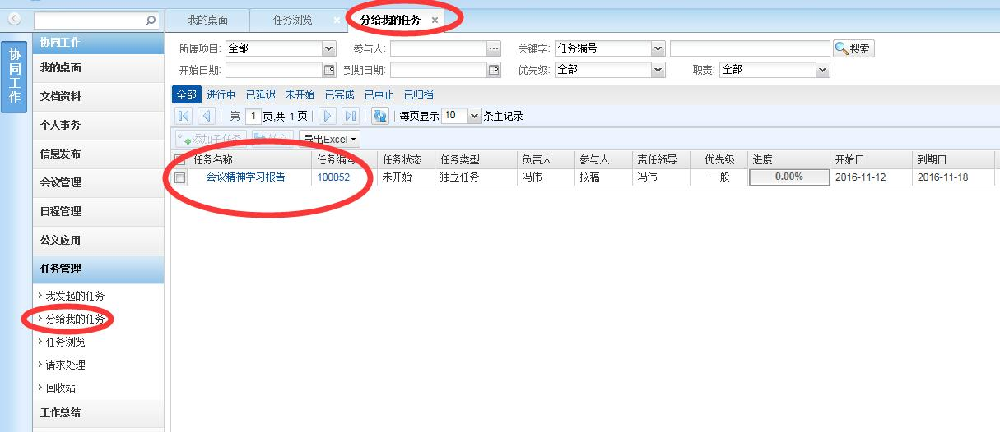 我的桌面 任务浏览 分给我的任务
协同工作
协同工作
我的桌面
文档资料
个人事务
信息发布
会议管理
日程管理
公文应用
任务管理
我发起的任务
分给我的任务
任务浏览
请求处理
回收站
工作总结
所属项目: 全部 参与人: 关键字: 任务编号 搜索
开始日期: 到期日期: 优先级: 全部 职责: 全部
全部 进行中 已延迟 未开始 已完成 已中止 已归档
第 1 页,共 1 页 每页显示 10 条主记录
添加子任务 转交 导出Excel
任务名称 任务编号 任务状态 任务类型 负责人 参与人 责任领导 优先级 进度 开始日 到期日
会议精神学习报告 100052 未开始 独立任务 冯伟 拟稿 冯伟 一般 0.00% 2016-11-12 2016-11-18